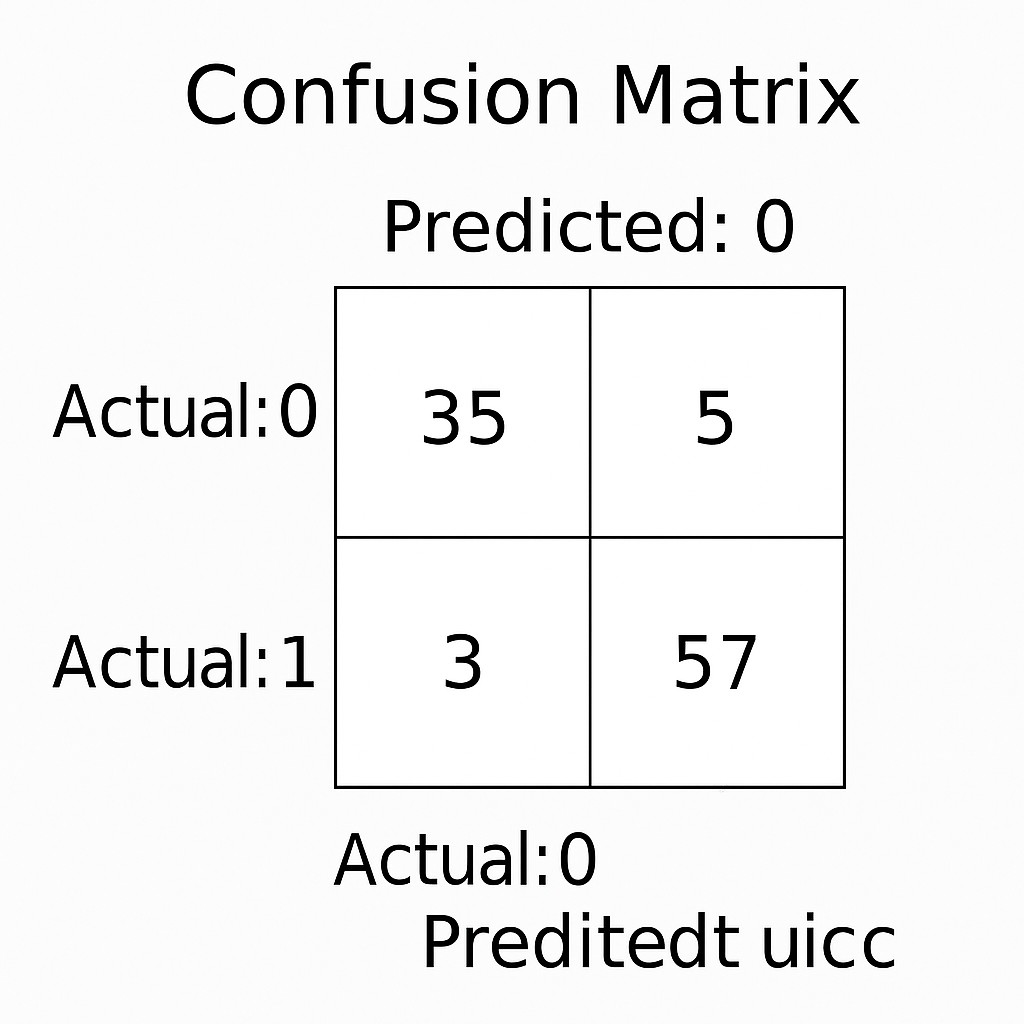 Confusion Matrix
Predicted: 0
Actual:0 35 5
Actual:1 3 57
Actual:0
Preditedt uicc